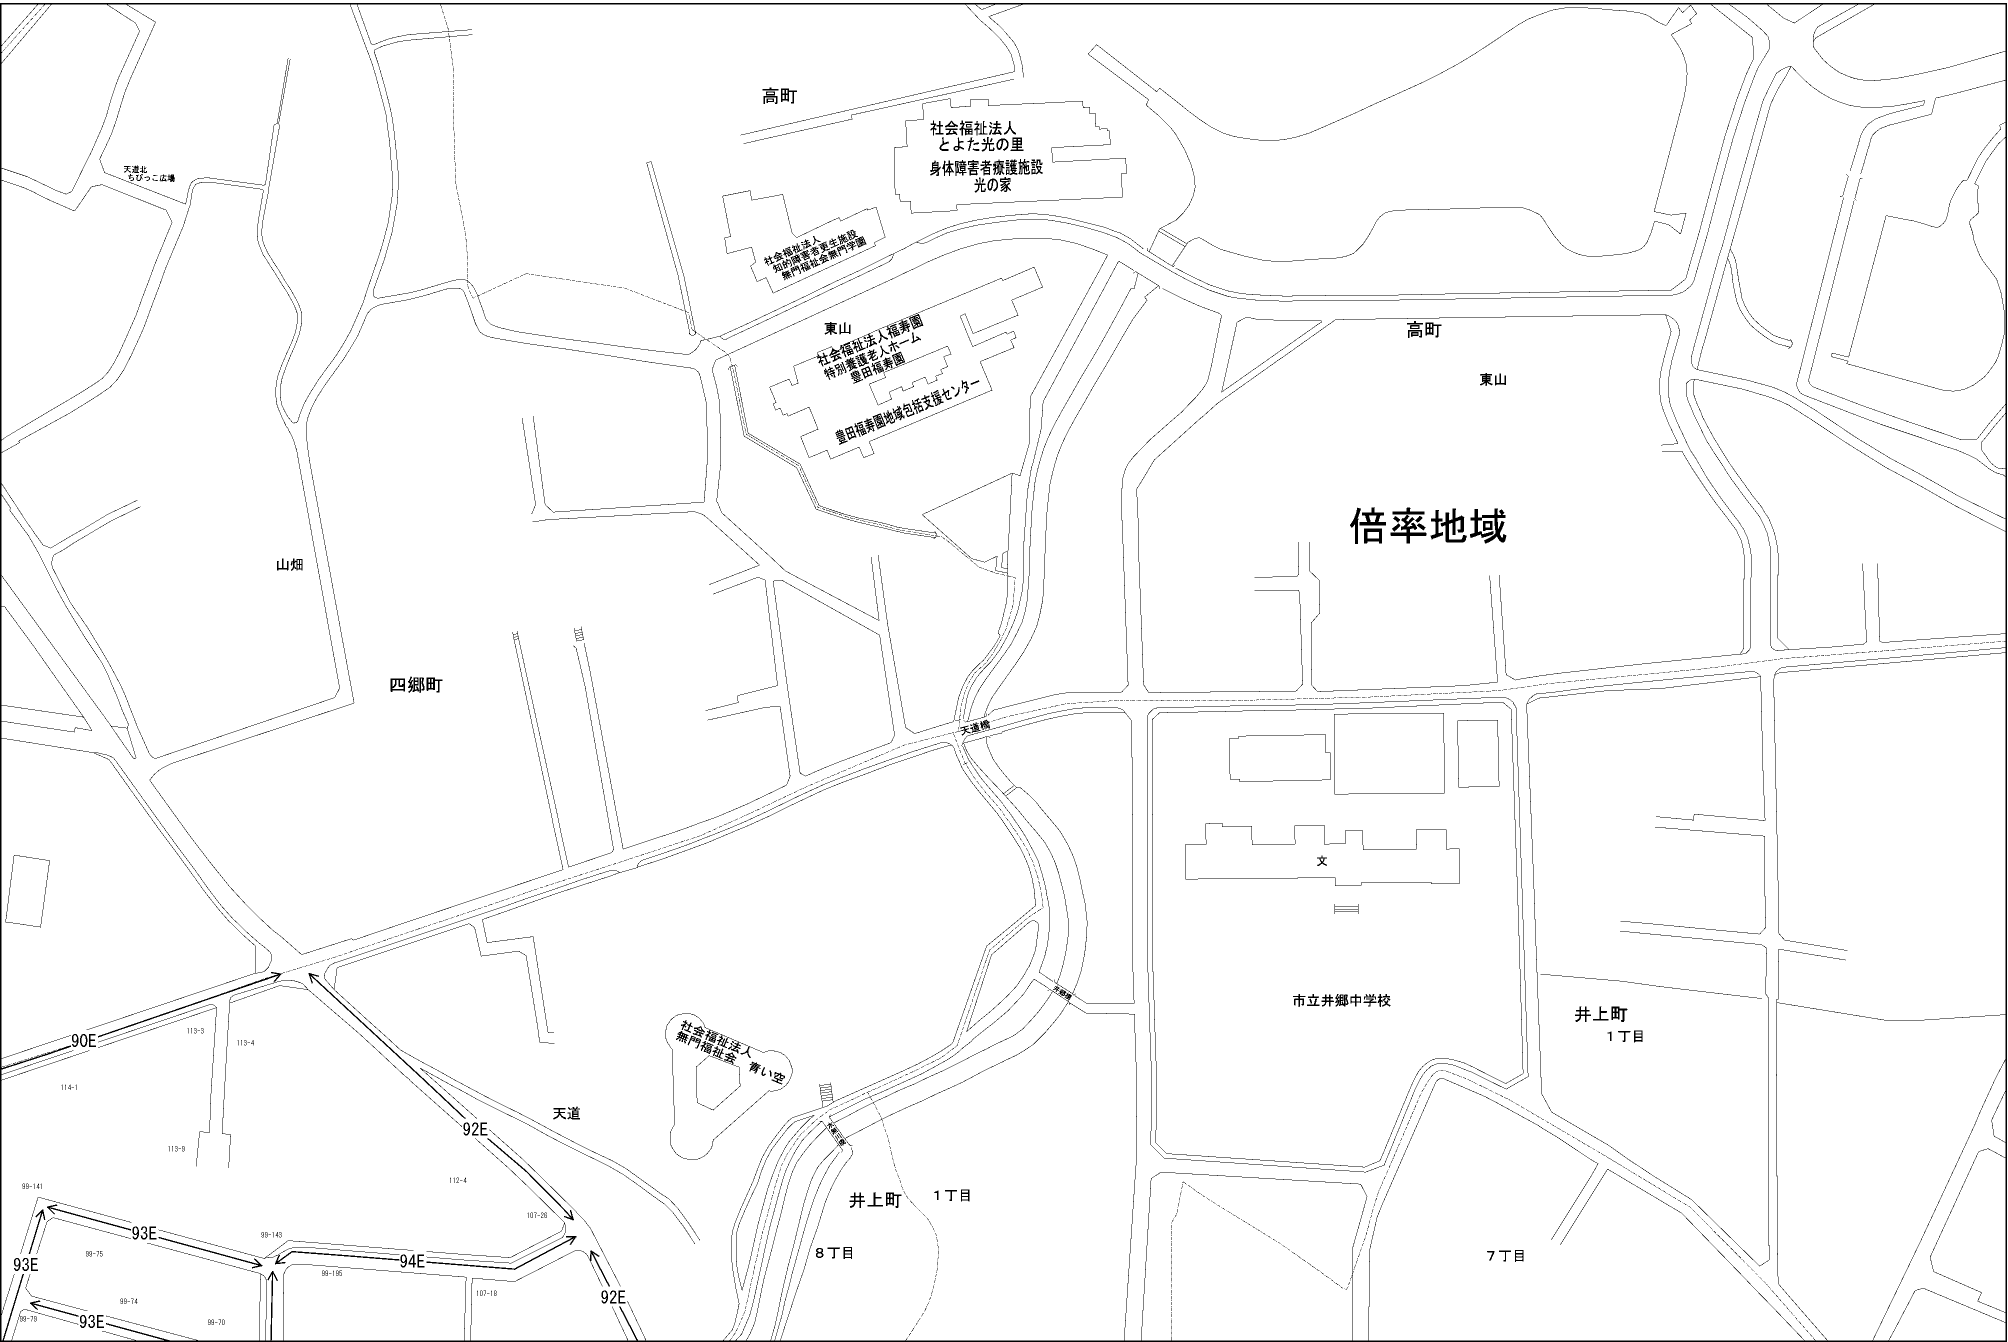 高町
社会福祉法人
とよた光の里
身体障害者療護施設
光の家
天道北
ちびっこ広場
社会福祉法人
知的障害者更生施設
無門福祉会無門学園
東山
社会福祉法人福寿園
特別養護老人ホーム
豊田福寿園
豊田福寿園地域包括支援センター
高町
東山
倍率地域
山畑
四郷町
天道橋
文
市立井郷中学校
井上町
1丁目
90E
113-3
113-4
114-1
社会福祉法人
無門福祉会
青い空
天道
92E
113-9
112-4
99-141
107-26
井上町
1丁目
8丁目
7丁目
93E
99-143
99-75
93E
94E
99-195
107-18
92E
99-74
99-78
93E
99-70